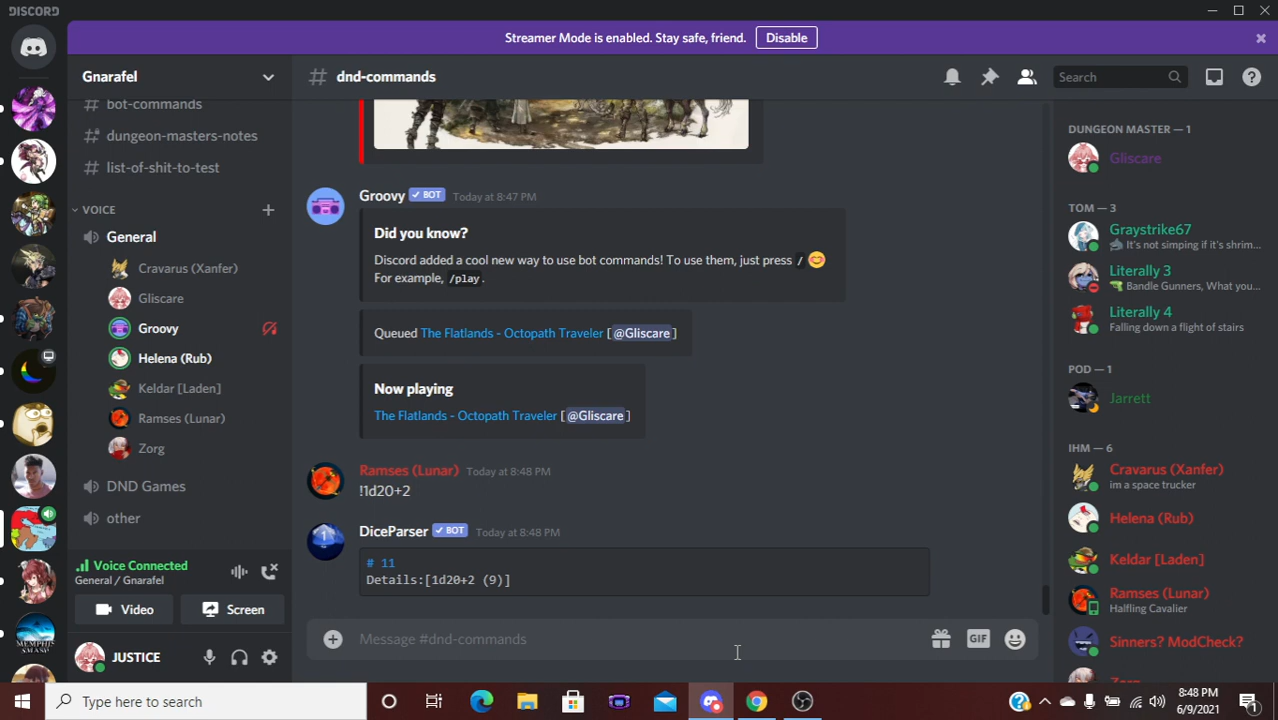 DISCORD
Streamer Mode is enabled. Stay safe, friend.
Disable
Gnarafel
# dnd-commands
Search
# bot-commands
# dungeon-masters-notes
# list-of-shit-to-test
VOICE
General
Cravarus (Xanfer)
Gliscare
Groovy
Helena (Rub)
Keldar [Laden]
Ramses (Lunar)
Zorg
DND Games
other
Voice Connected
General / Gnarafel
Video
Screen
JUSTICE
Groovy ✓ BOT Today at 8:47 PM
Did you know?
Discord added a cool new way to use bot commands! To use them, just press / 😊
For example, /play.
Queued The Flatlands - Octopath Traveler [@Gliscare]
Now playing
The Flatlands - Octopath Traveler [@Gliscare]
Ramses (Lunar) Today at 8:48 PM
!1d20+2
DiceParser ✓ BOT Today at 8:48 PM
# 11
Details:[1d20+2 (9)]
Message #dnd-commands
GIF
DUNGEON MASTER — 1
Gliscare
TOM — 3
Graystrike67
It's not simping if it's shrim...
Literally 3
Bandle Gunners, What you...
Literally 4
Falling down a flight of stairs
POD — 1
Jarrett
IHM — 6
Cravarus (Xanfer)
im a space trucker
Helena (Rub)
Keldar [Laden]
Ramses (Lunar)
Halfling Cavalier
Sinners? ModCheck?
Type here to search
8:48 PM
6/9/2021
1